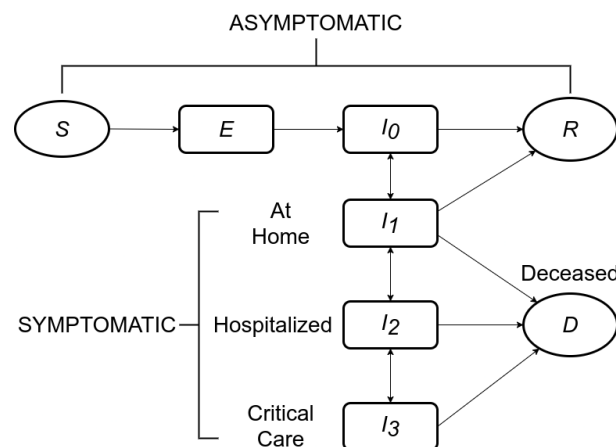 ASYMPTOMATIC
S
E
I0
R
At
Home
I1
Deceased
SYMPTOMATIC
Hospitalized
I2
D
Critical
Care
I3